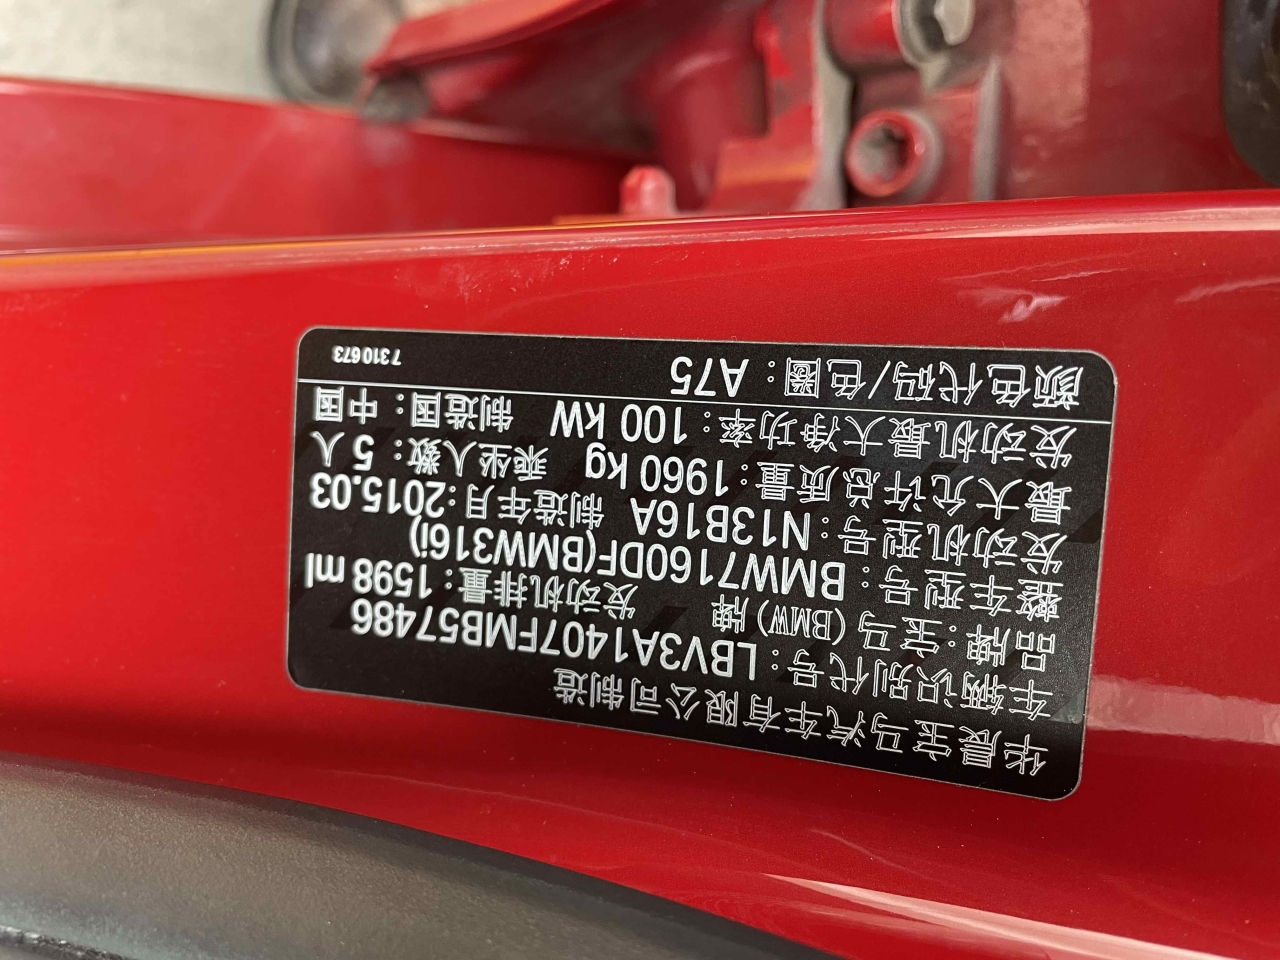 华晨宝马汽车有限公司制造
车辆识别代号：LBV3A1407FMB57486
品牌：宝马（BMW）牌 发动机排量：1598 ml
整车型号：BMW7160DF(BMW316i)
发动机型号：N13B16A 制造年月：2015.03
最大允许总质量：1960 kg 乘坐人数：5 人
发动机最大净功率：100 kW 制造国：中国
颜色代码/色圈：A75
7310673